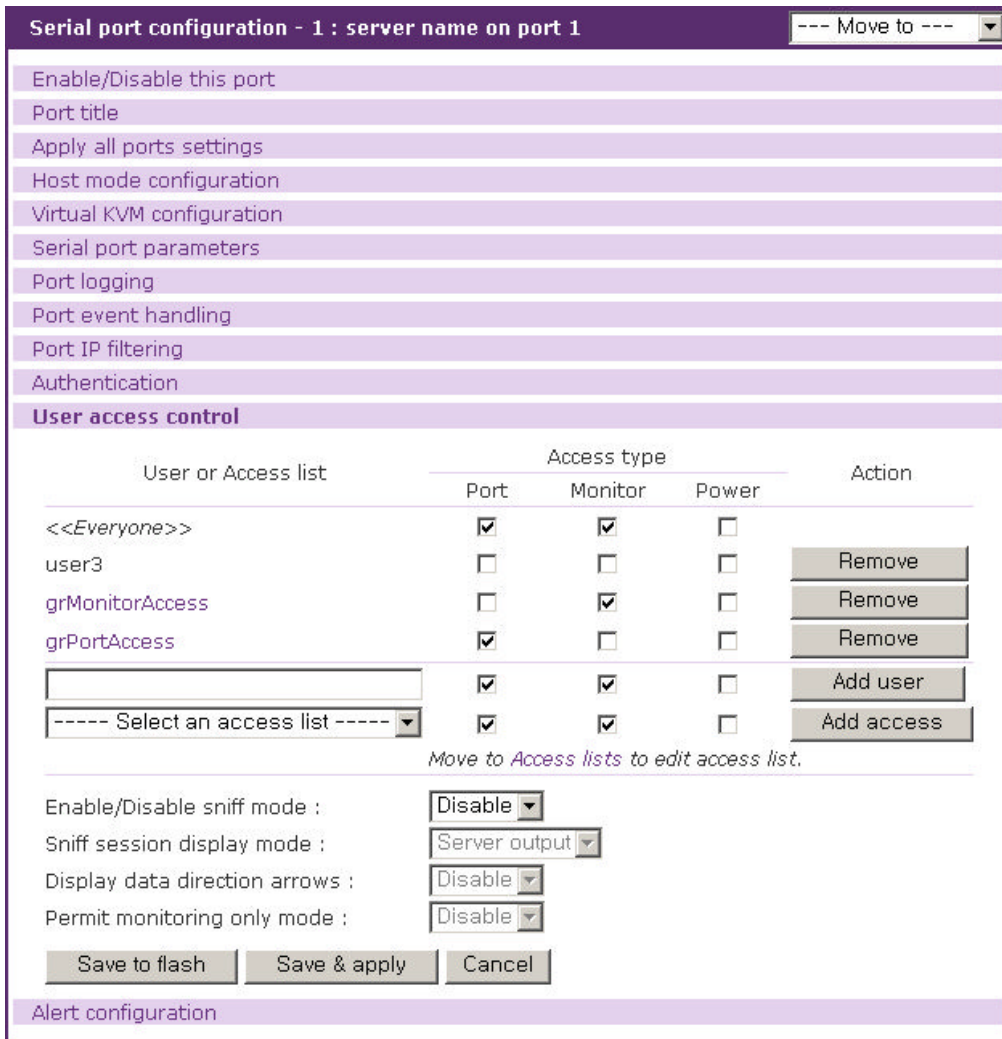 Serial port configuration - 1 : server name on port 1 --- Move to ---
Enable/Disable this port
Port title
Apply all ports settings
Host mode configuration
Virtual KVM configuration
Serial port parameters
Port logging
Port event handling
Port IP filtering
Authentication
User access control
User or Access list Access type Action
Port Monitor Power
<<Everyone>>
user3 Remove
grMonitorAccess Remove
grPortAccess Remove
Add user
----- Select an access list ----- Add access
Move to Access lists to edit access list.
Enable/Disable sniff mode : Disable
Sniff session display mode : Server output
Display data direction arrows : Disable
Permit monitoring only mode : Disable
Save to flash Save & apply Cancel
Alert configuration